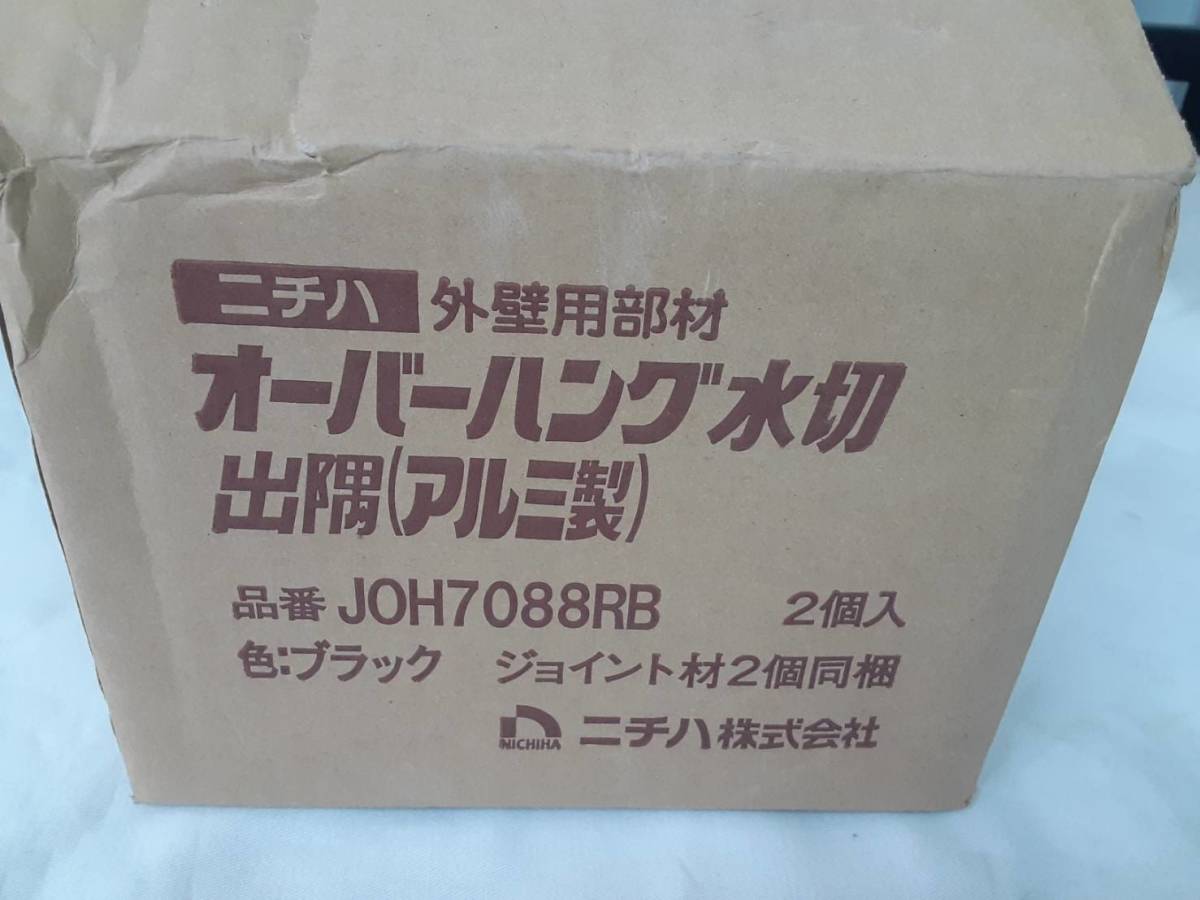 ニチハ 外壁用部材
オーバーハング水切
出隅(アルミ製)
品番 JOH7088RB 2個入
色:ブラック ジョイント材2個同梱
NICHIHA ニチハ株式会社